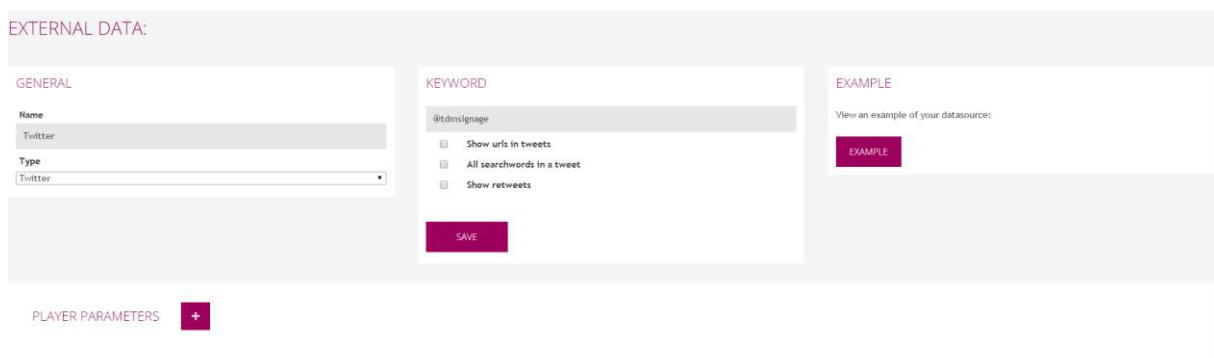 EXTERNAL DATA:
GENERAL
Name
Twitter
Type
Twitter
KEYWORD
@tdmsignage
Show urls in tweets
All searchwords in a tweet
Show retweets
SAVE
EXAMPLE
View an example of your datasource:
EXAMPLE
PLAYER PARAMETERS +